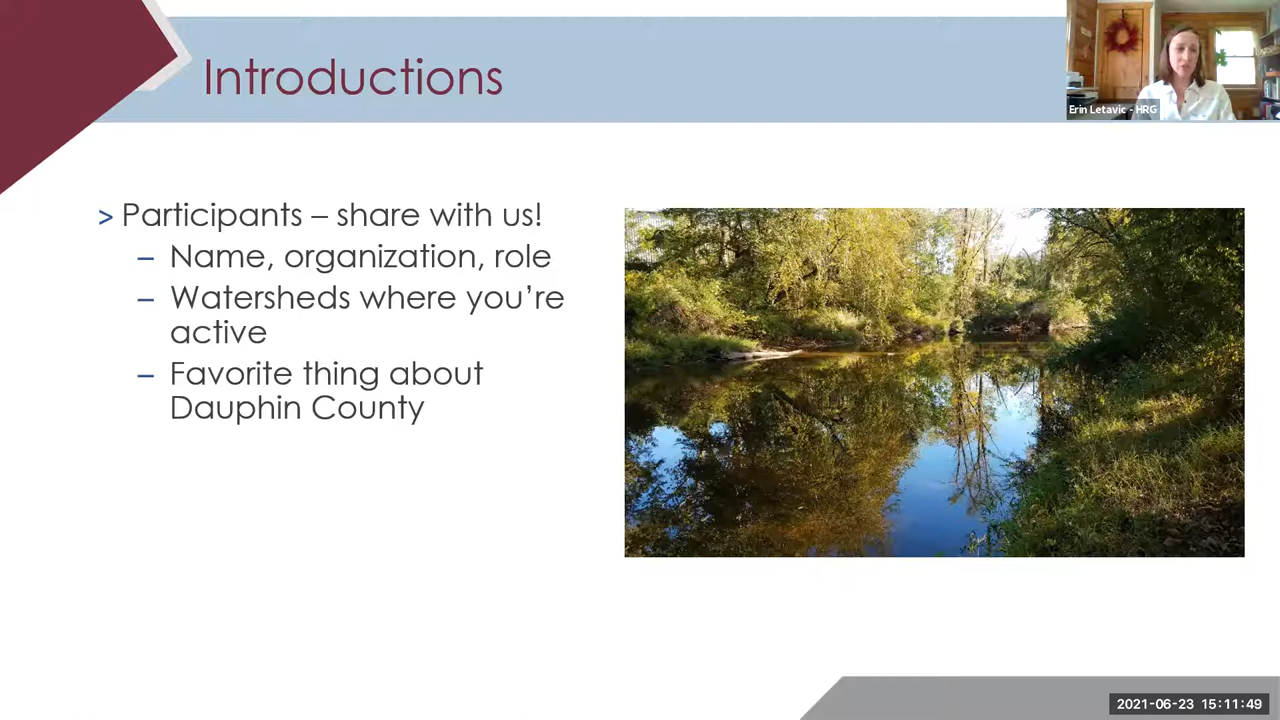 Introductions
Erin Letavic - HRG
> Participants – share with us!
– Name, organization, role
– Watersheds where you're
active
– Favorite thing about
Dauphin County
2021-06-23 15:11:49